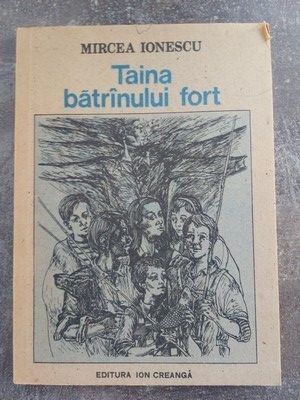 MIRCEA IONESCU
Taina
bătrînului fort
EDITURA ION CREANGĂ